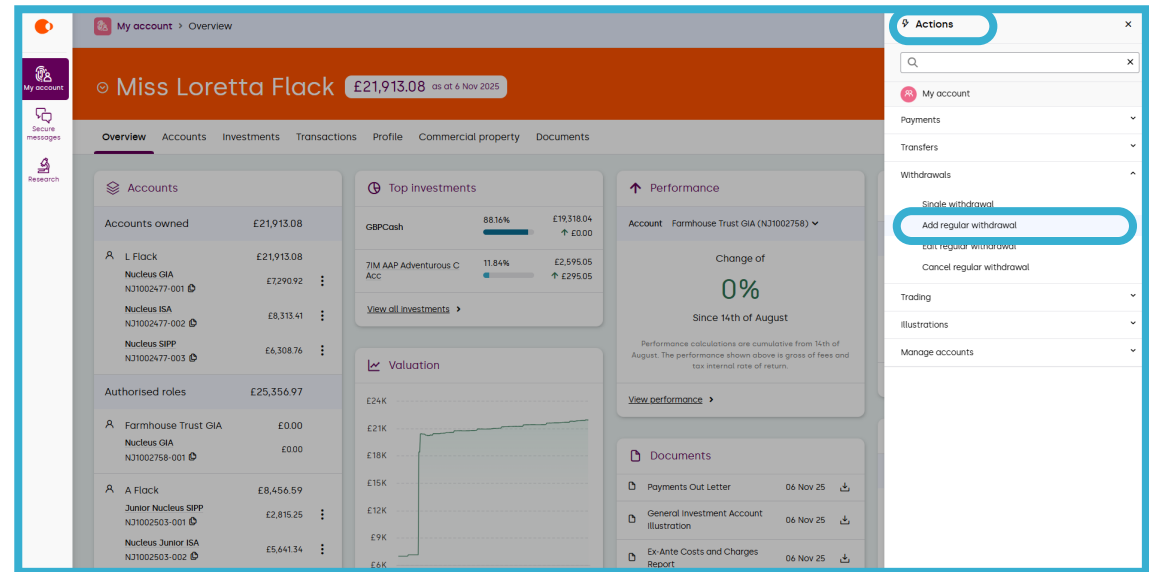 My account > Overview
Actions
My account
Secure messages
Research
Miss Loretta Flack £21,913.08 as at 6 Nov 2025
Overview Accounts Investments Transactions Profile Commercial property Documents
Accounts
Accounts owned £21,913.08
L Flack £21,913.08
Nucleus GIA
NJ1002477-001 £7,290.92
Nucleus ISA
NJ1002477-002 £8,313.41
Nucleus SIPP
NJ1002477-003 £6,308.76
Authorised roles £25,356.97
Farmhouse Trust GIA £0.00
Nucleus GIA
NJ1002758-001 £0.00
A Flack £8,456.59
Junior Nucleus SIPP
NJ1002503-001 £2,815.25
Nucleus Junior ISA
NJ1002503-002 £5,641.34
Top investments
GBPCash 88.16% £19,318.04
£0.00
7IM AAP Adventurous C Acc 11.84% £2,595.05
£295.05
View all investments >
Valuation
£24K
£21K
£18K
£15K
£12K
£9K
£6K
Performance
Account Farmhouse Trust GIA (NJ1002758)
Change of
0%
Since 14th of August
Performance calculations are cumulative from 14th of
August. The performance shown above is gross of fees and
tax internal rate of return.
View performance >
Documents
Payments Out Letter 06 Nov 25
General Investment Account
Illustration 06 Nov 25
Ex-Ante Costs and Charges
Report 06 Nov 25
My account
Payments
Transfers
Withdrawals
Single withdrawal
Add regular withdrawal
Edit regular withdrawal
Cancel regular withdrawal
Trading
Illustrations
Manage accounts